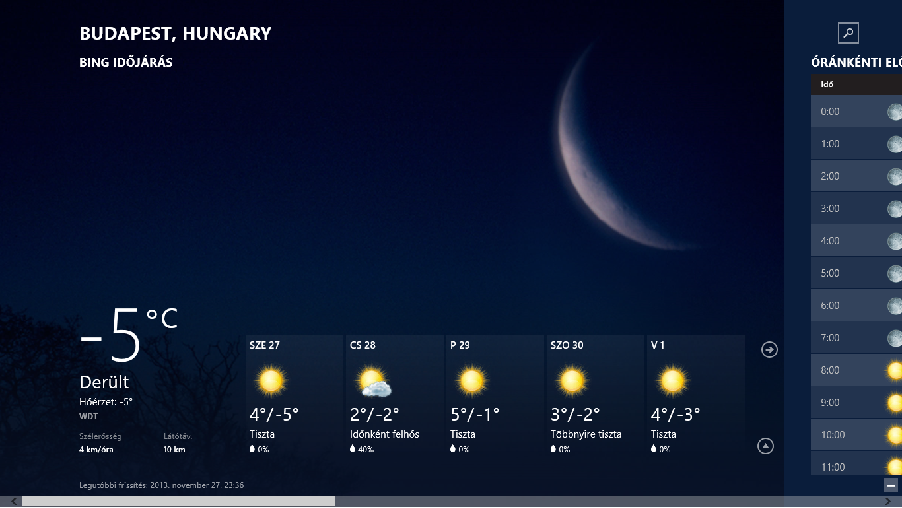 BUDAPEST, HUNGARY
BING IDŐJÁRÁS
-5°C
Derült
Hőérzet: -5°
WDT
Szélerősség Látótáv.
4 km/óra 10 km
SZE 27
4°/-5°
Tiszta
0%
CS 28
2°/-2°
Időnként felhős
40%
P 29
5°/-1°
Tiszta
0%
SZO 30
3°/-2°
Többnyire tiszta
0%
V 1
4°/-3°
Tiszta
0%
Legutóbbi frissítés: 2013. november 27. 23:36
ÓRÁNKÉNTI ELŐ
Idő
0:00
1:00
2:00
3:00
4:00
5:00
6:00
7:00
8:00
9:00
10:00
11:00